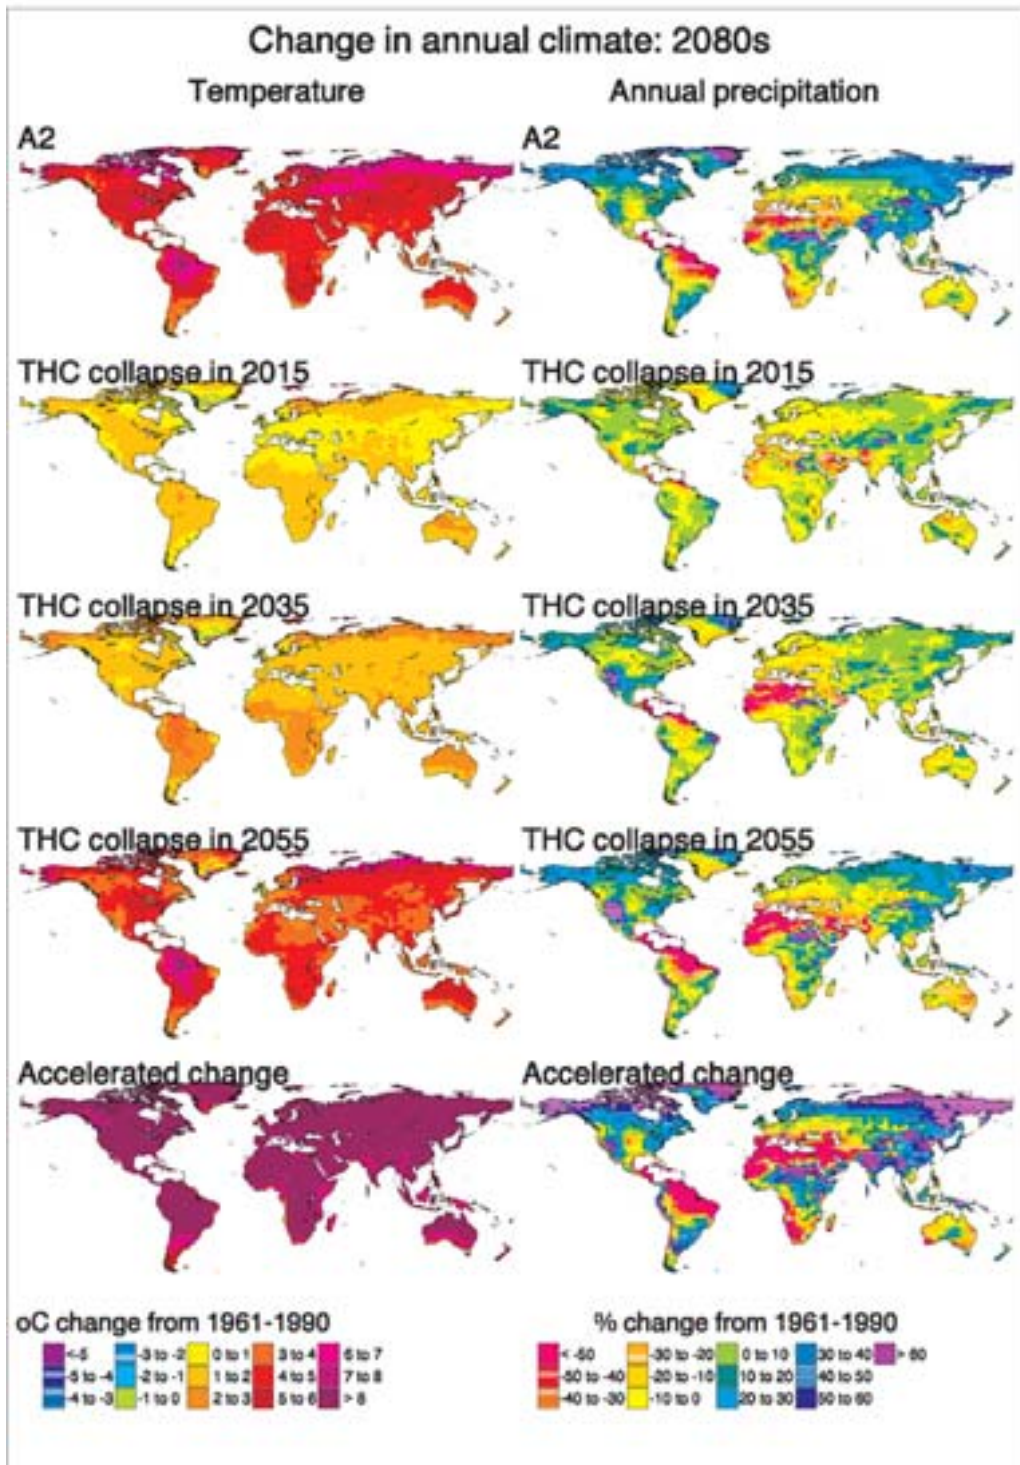 Change in annual climate: 2080s
Temperature
Annual precipitation
A2
A2
THC collapse in 2015
THC collapse in 2015
THC collapse in 2035
THC collapse in 2035
THC collapse in 2055
THC collapse in 2055
Accelerated change
Accelerated change
oC change from 1961-1990
<-5
-5 to -4
-4 to -3
-3 to -2
-2 to -1
-1 to 0
0 to 1
1 to 2
2 to 3
3 to 4
4 to 5
5 to 6
6 to 7
7 to 8
> 8
% change from 1961-1990
-50 to -40
-40 to -30
-30 to -20
-20 to -10
-10 to 0
0 to 10
10 to 20
20 to 30
30 to 40
40 to 50
50 to 60
> 60